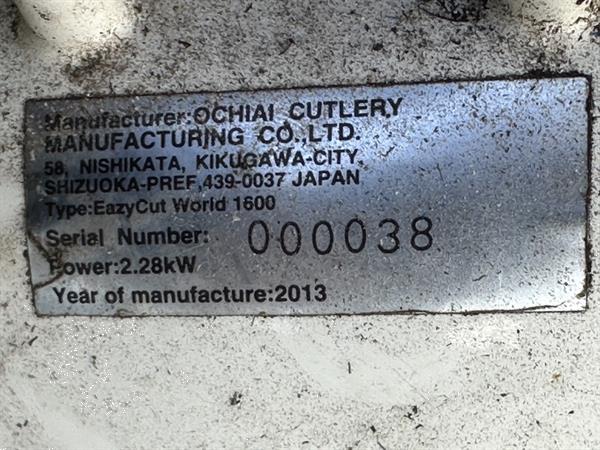 Manufacturer:OCHIAI CUTLERY
MANUFACTURING CO.,LTD.
58, NISHIKATA, KIKUGAWA-CITY,
SHIZUOKA-PREF,439-0037 JAPAN
Type:EazyCut World 1600
Serial Number: 000038
Power:2.28kW
Year of manufacture:2013